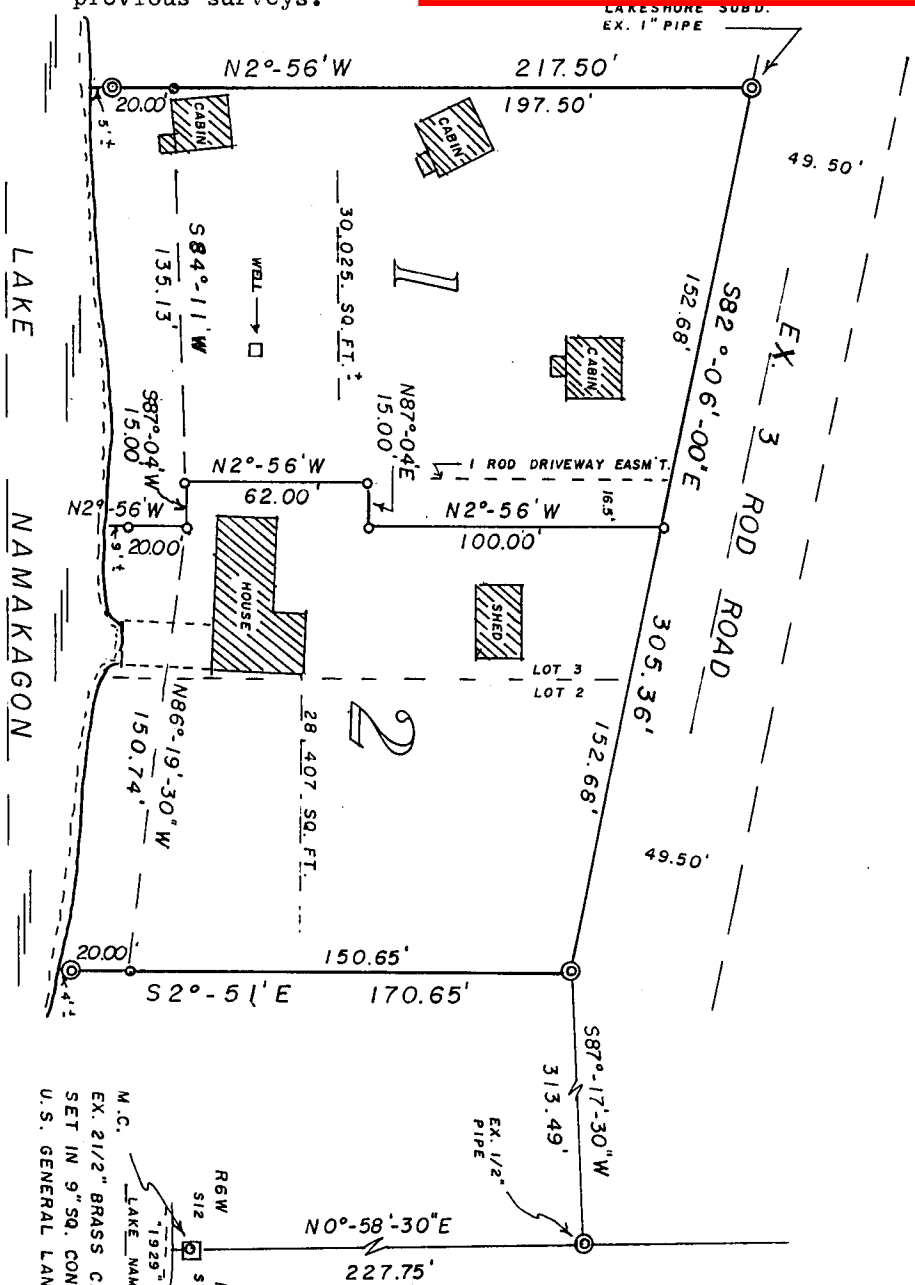 previous surveys.
LAKESHORE SUBD.
EX. 1" PIPE
N2°-56'W
217.50'
20.00'
197.50'
5'±
CABIN
CABIN
49.50'
LAKE NAMAKAGON
S84°-11'W
135.13'
WELL
30,025. SQ. FT.±
1
CABIN
152.68'
S82°-06'-00"E
305.36'
EX. 3 ROD ROAD
S87°-04'W
15.00'
N87°-04'E
15.00'
1 ROD DRIVEWAY EASM'T.
16.5'
N2°-56'W
62.00'
N2°-56'W
20.00'
9'±
N2°-56'W
100.00'
HOUSE
SHED
LOT 3
LOT 2
2
N86°-19'-30"W
150.74'
28,407. SQ. FT.
152.68'
49.50'
20.00'
150.65'
4'±
S2°-51'E
170.65'
S87°-17'-30"W
313.49'
EX. 1/2"
PIPE
R6W
S12
M.C.
LAKE NAM
"1929"
EX. 2 1/2" BRASS C
SET IN 9" SQ. CON
U.S. GENERAL LAN
N0°-58'-30"E
227.75'